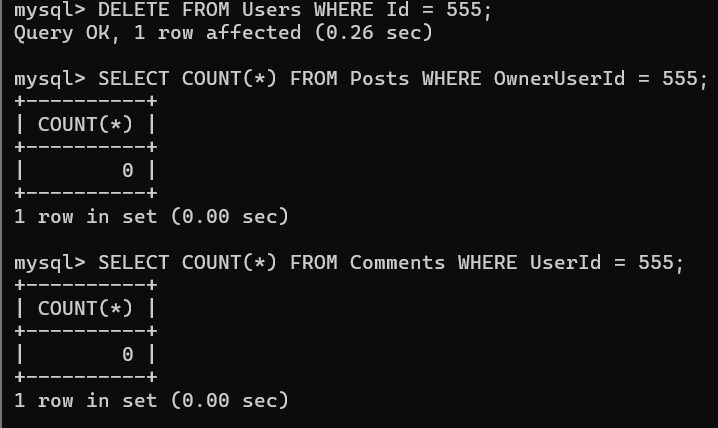 mysql> DELETE FROM Users WHERE Id = 555;
Query OK, 1 row affected (0.26 sec)
mysql> SELECT COUNT(*) FROM Posts WHERE OwnerUserId = 555;
+----------+
| COUNT(*) |
+----------+
|        0 |
+----------+
1 row in set (0.00 sec)
mysql> SELECT COUNT(*) FROM Comments WHERE UserId = 555;
+----------+
| COUNT(*) |
+----------+
|        0 |
+----------+
1 row in set (0.00 sec)